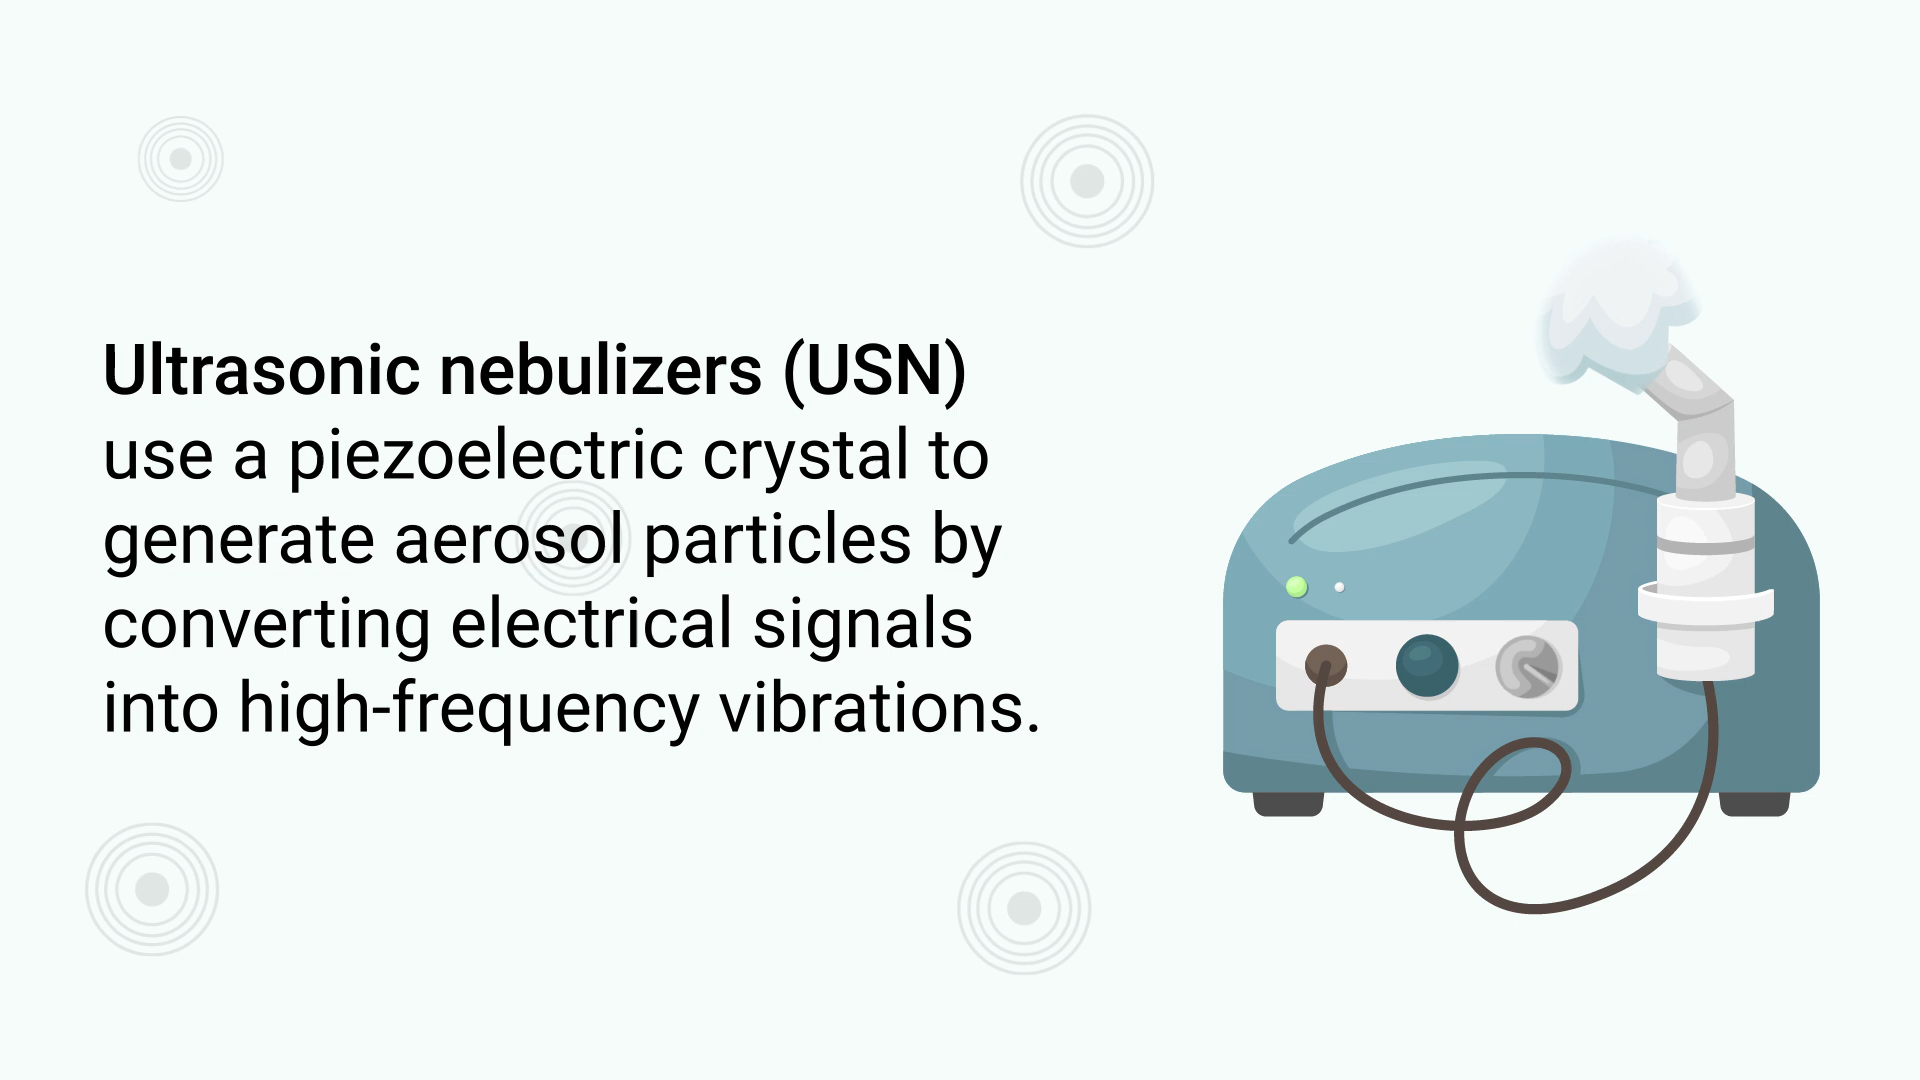 Ultrasonic nebulizers (USN)
use a piezoelectric crystal to
generate aerosol particles by
converting electrical signals
into high-frequency vibrations.